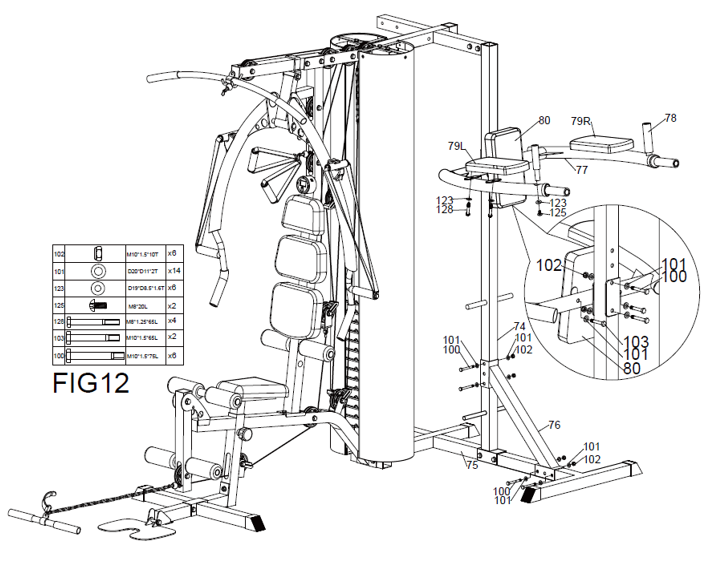 80
79R
78
79L
77
123
128
123
125
102
101
100
103
101
80
102 M10*1.5*10T x6
101 D20*D11*2T x14
123 D19*D8.5*1.6T x6
125 M8*20L x2
128 M8*1.25*65L x4
103 M10*1.5*65L x2
100 M10*1.5*75L x6
FIG12
74
101
100
101
102
76
75
101
102
100
101